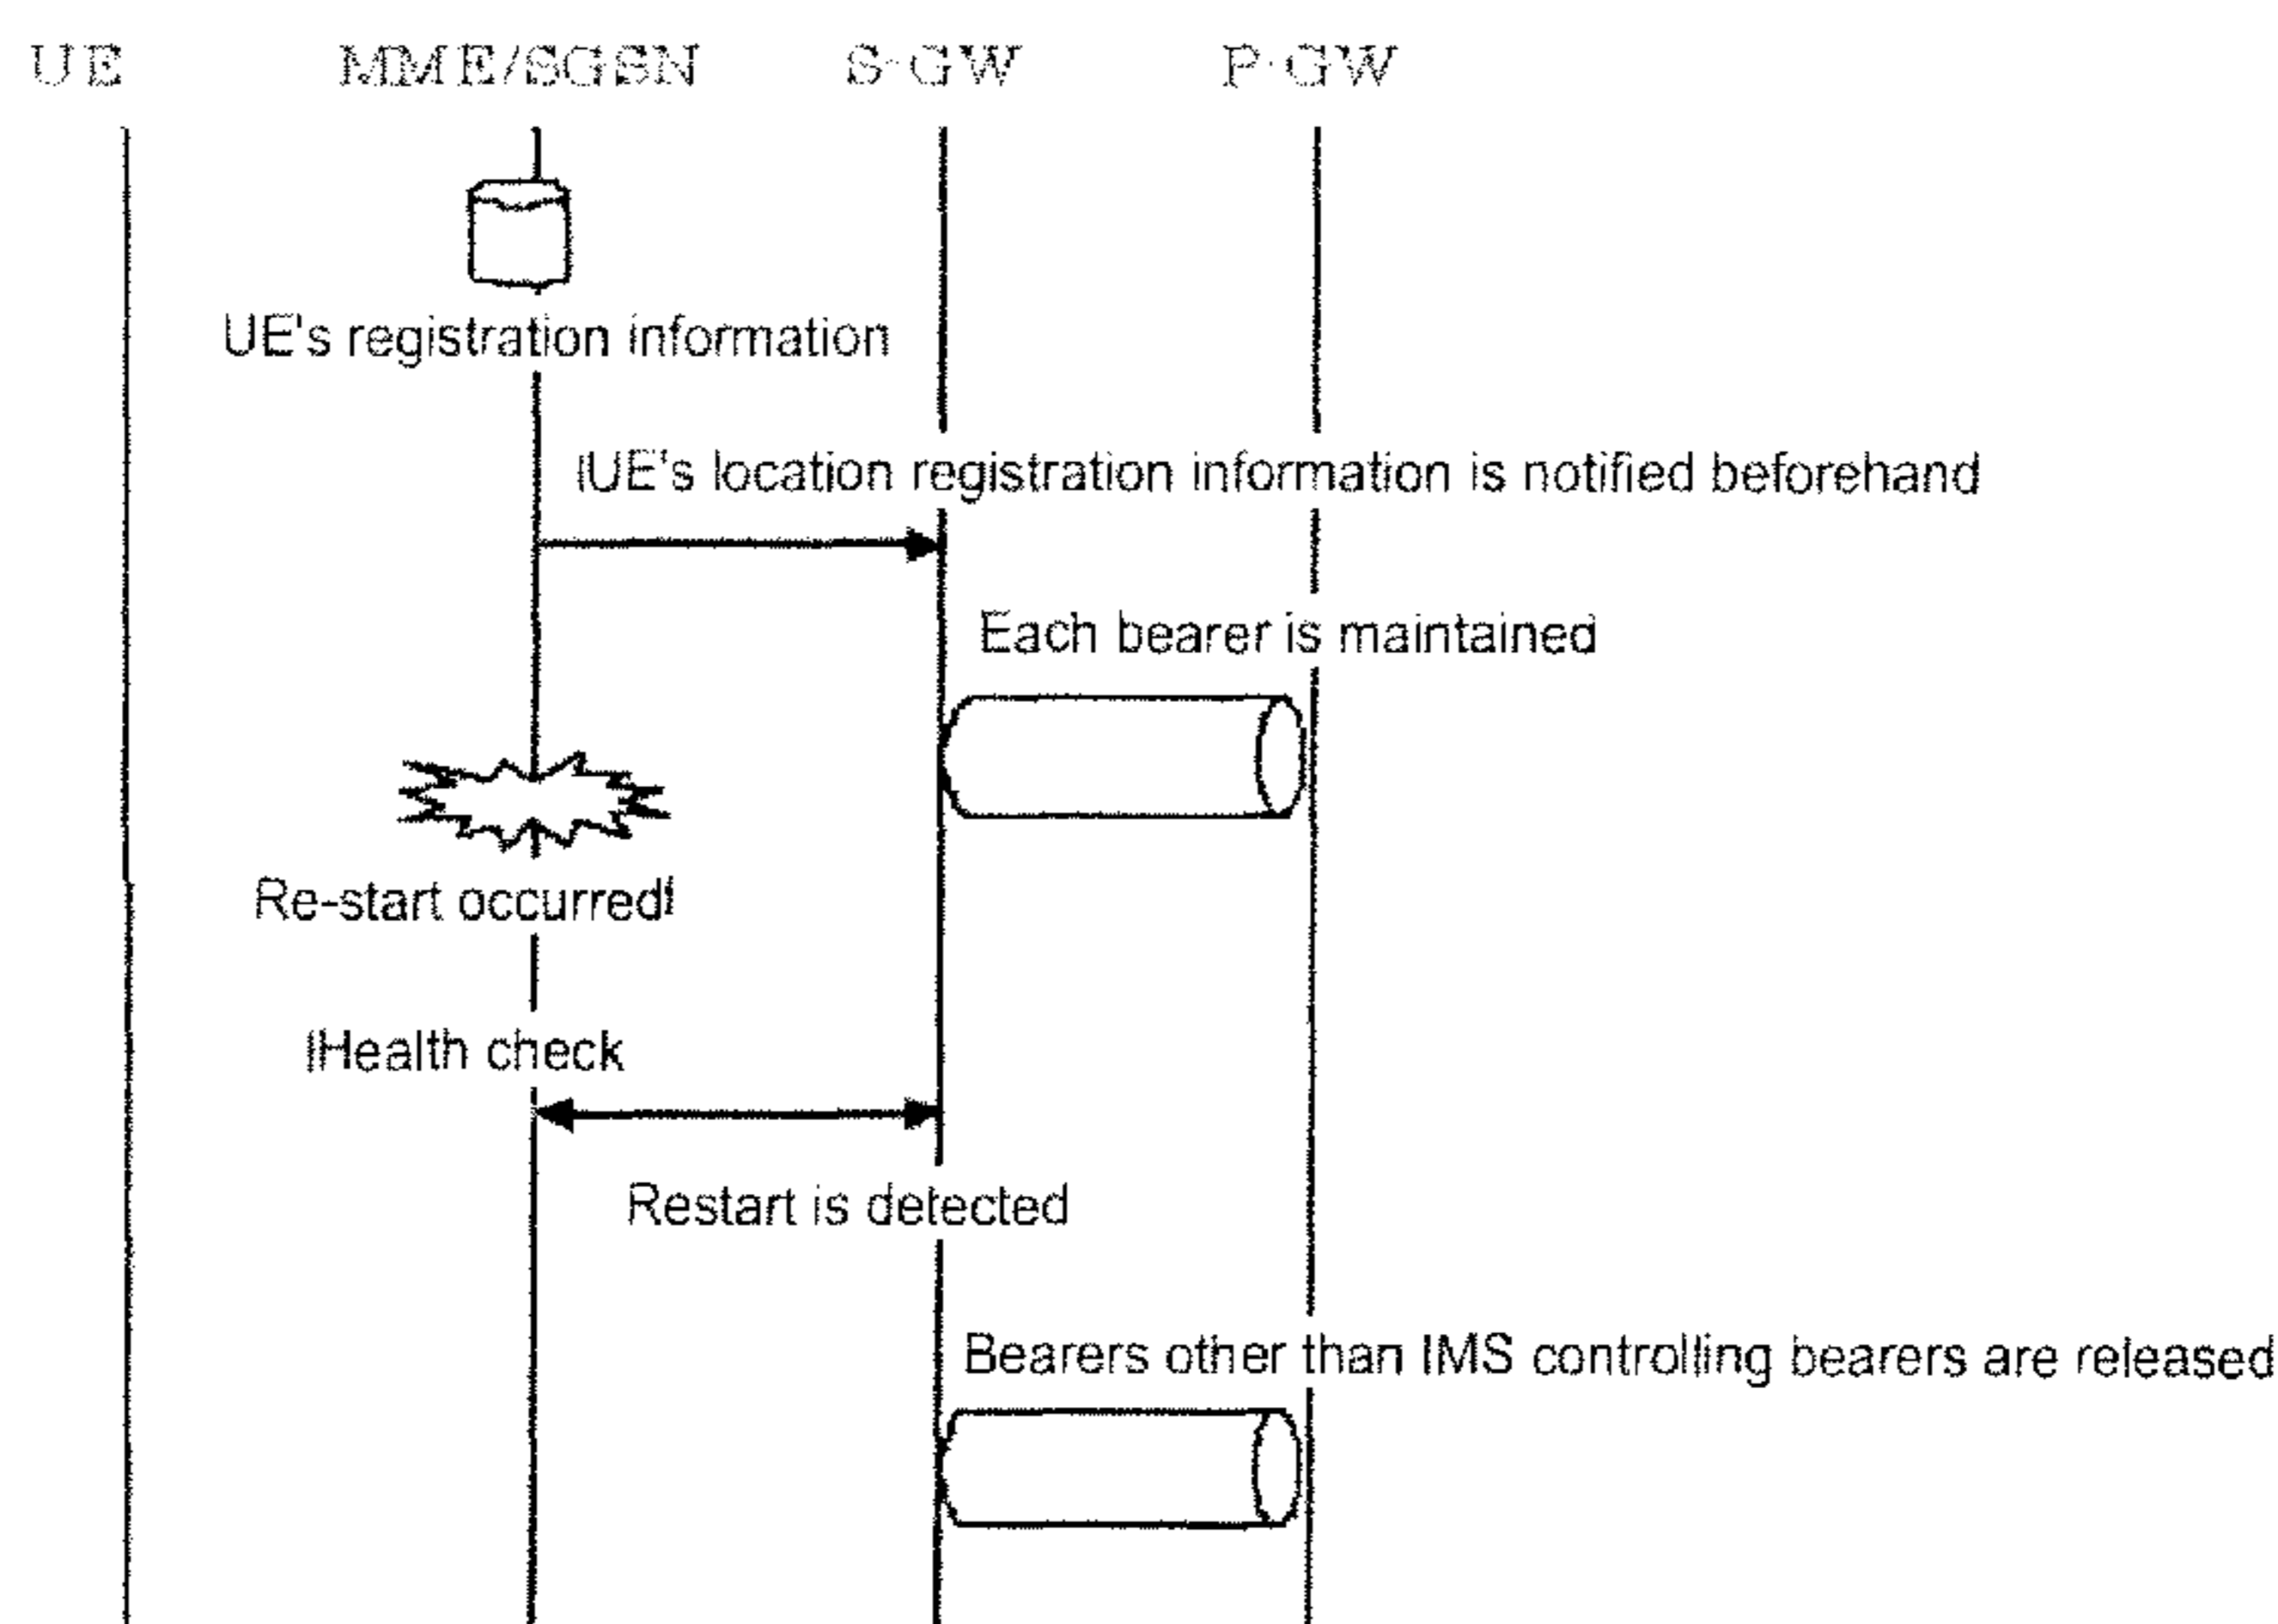 UE MME/SGSN S-GW P-GW
UE's registration information
UE's location registration information is notified beforehand
Each bearer is maintained
Re-start occurred
Health check
Restart is detected
Bearers other than IMS controlling bearers are released